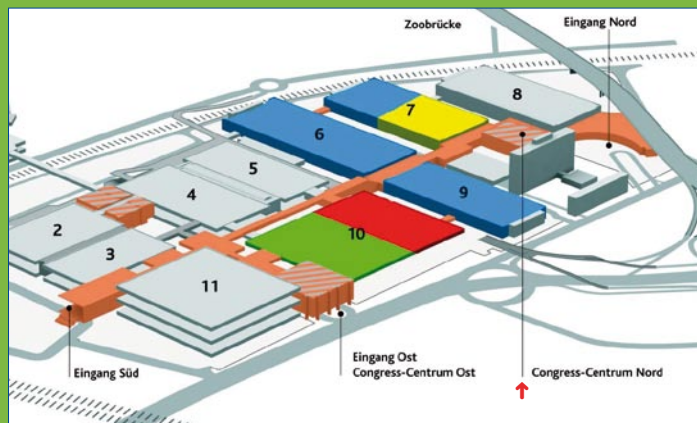 Zoobrücke
Eingang Nord
8
7
6
5
4
9
2
3
10
11
Eingang Süd
Eingang Ost
Congress-Centrum Ost
Congress-Centrum Nord